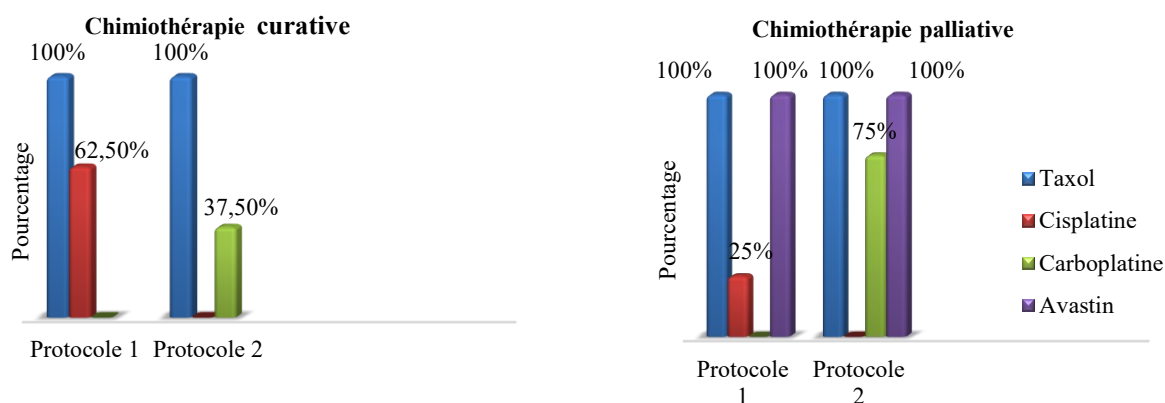 Chimiothérapie curative
100% 100%
62,50%
37,50%
Pourcentage
Protocole 1 Protocole 2
Chimiothérapie palliative
100% 100% 100% 100%
75%
25%
Pourcentage
Protocole
1
Protocole
2
Taxol
Cisplatine
Carboplatine
Avastin